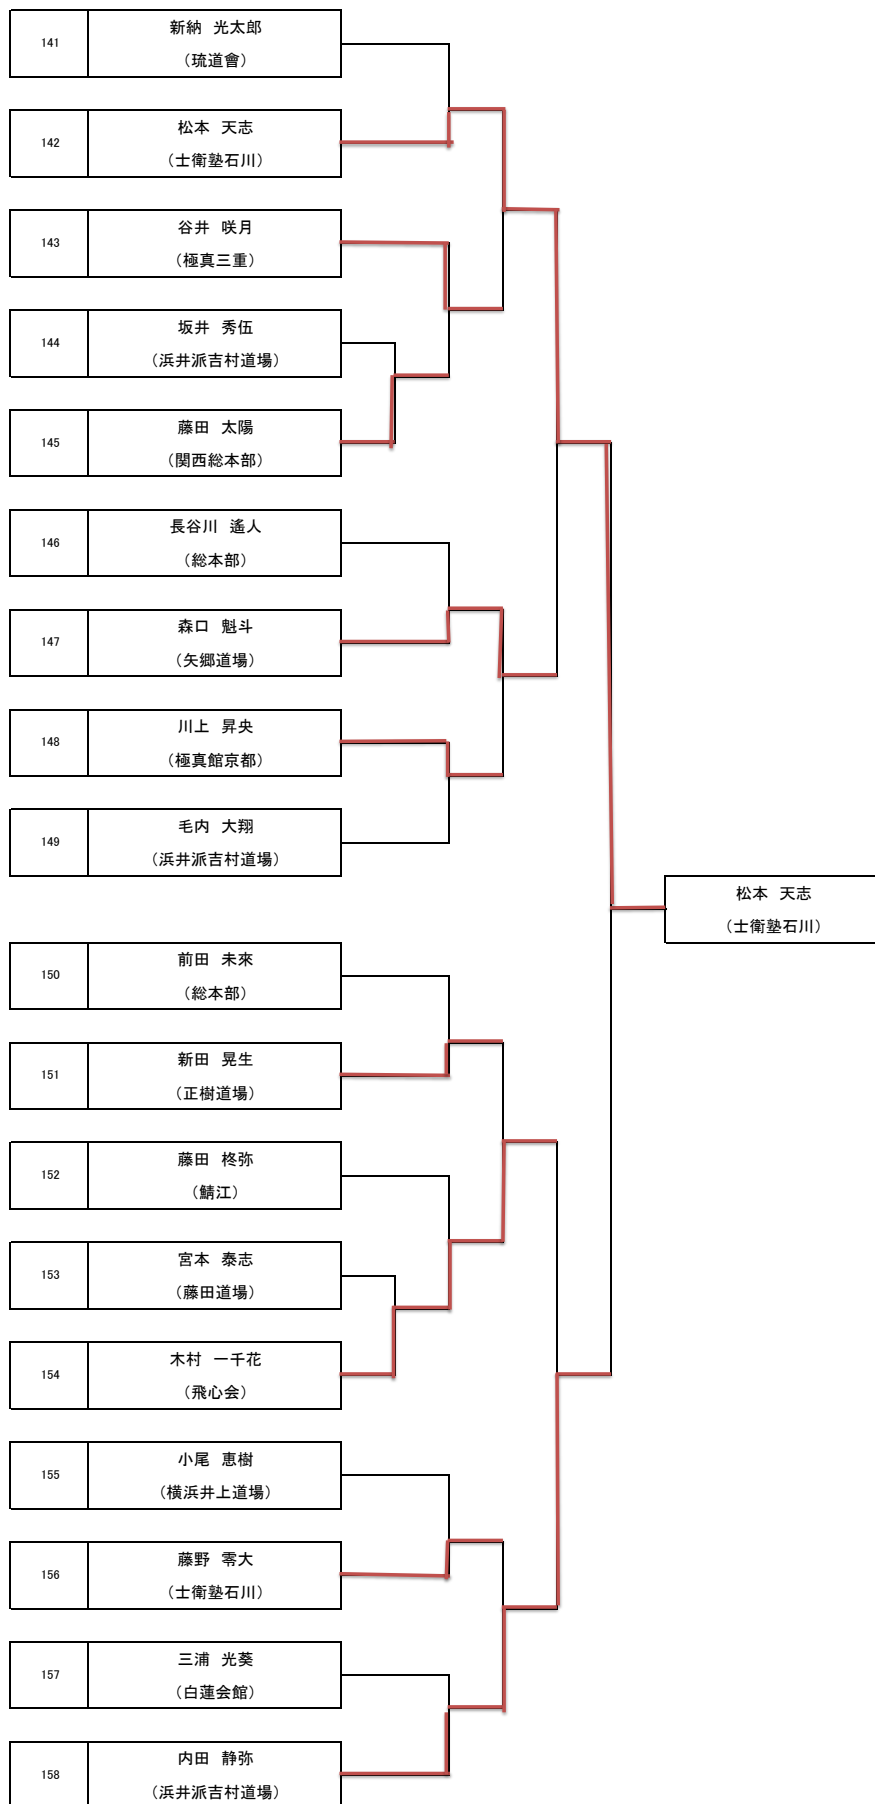 141
新納 光太郎
（琉道會）
142
松本 天志
（士衛塾石川）
143
谷井 咲月
（極真三重）
144
坂井 秀伍
（浜井派吉村道場）
145
藤田 太陽
（関西総本部）
146
長谷川 遙人
（総本部）
147
森口 魁斗
（矢郷道場）
148
川上 昇央
（極真館京都）
149
毛内 大翔
（浜井派吉村道場）
松本 天志
（士衛塾石川）
150
前田 未來
（総本部）
151
新田 晃生
（正樹道場）
152
藤田 柊弥
（鯖江）
153
宮本 泰志
（藤田道場）
154
木村 一千花
（飛心会）
155
小尾 恵樹
（横浜井上道場）
156
藤野 零大
（士衛塾石川）
157
三浦 光葵
（白蓮会館）
158
内田 静弥
（浜井派吉村道場）